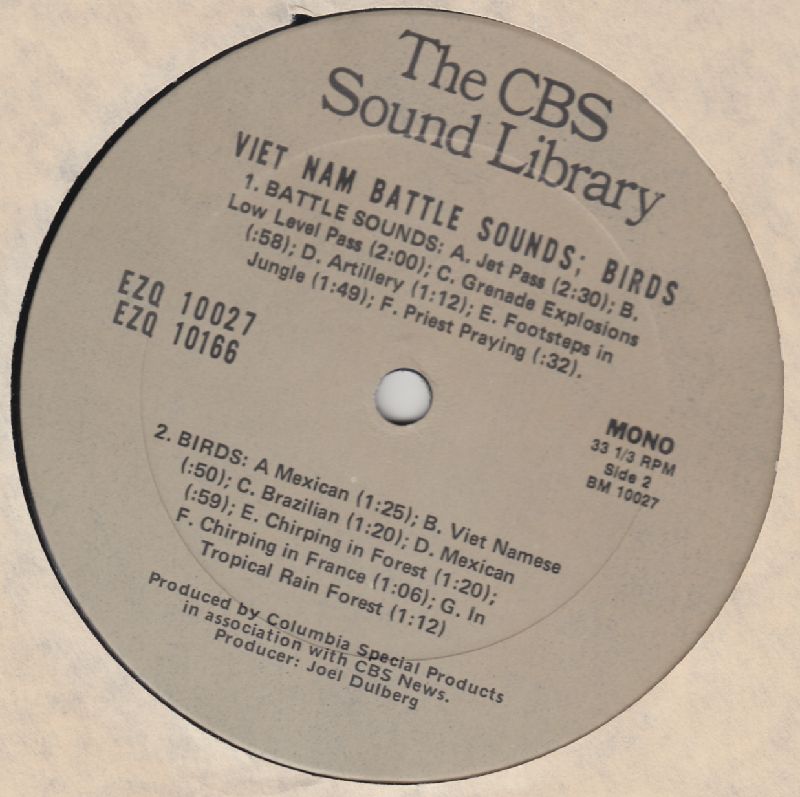 The CBS
Sound Library
VIET NAM BATTLE SOUNDS; BIRDS
1. BATTLE SOUNDS: A. Jet Pass (2:30); B.
Low Level Pass (2:00); C. Grenade Explosions
(:58); D. Artillery (1:12); E. Footsteps in
Jungle (1:49); F. Priest Praying (:32).
EZQ 10027
EZQ 10166
MONO
33 1/3 RPM
Side 2
BM 10027
2. BIRDS: A Mexican (1:25); B. Viet Namese
(:50); C. Brazilian (1:20); D. Mexican
(:59); E. Chirping in Forest (1:20);
F. Chirping in France (1:06); G. In
Tropical Rain Forest (1:12)
Produced by Columbia Special Products
in association with CBS News.
Producer: Joel Dulberg